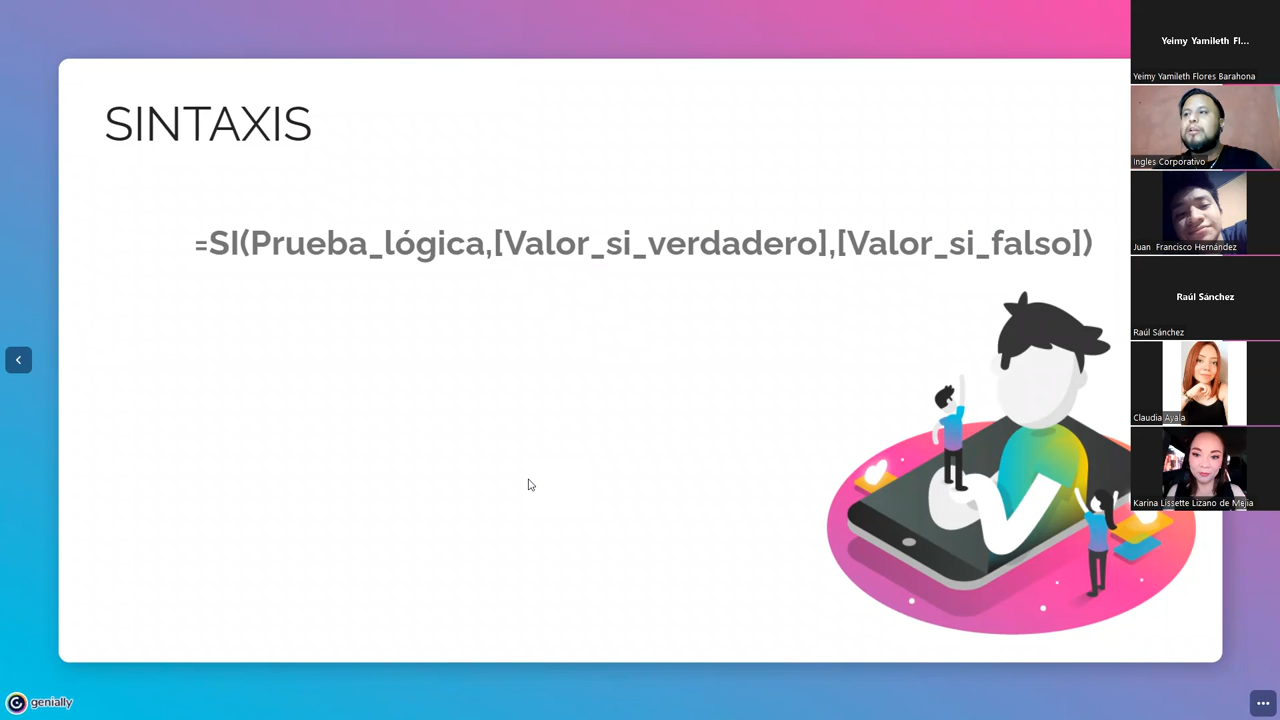 SINTAXIS
=SI(Prueba_lógica,[Valor_si_verdadero],[Valor_si_falso])
Yeimy Yamileth Fl...
Yeimy Yamileth Flores Barahona
Ingles Corporativo
Juan Francisco Hernández
Raúl Sánchez
Raúl Sánchez
Claudia Ayala
Karina Lissette Lizano de Mejia
genially